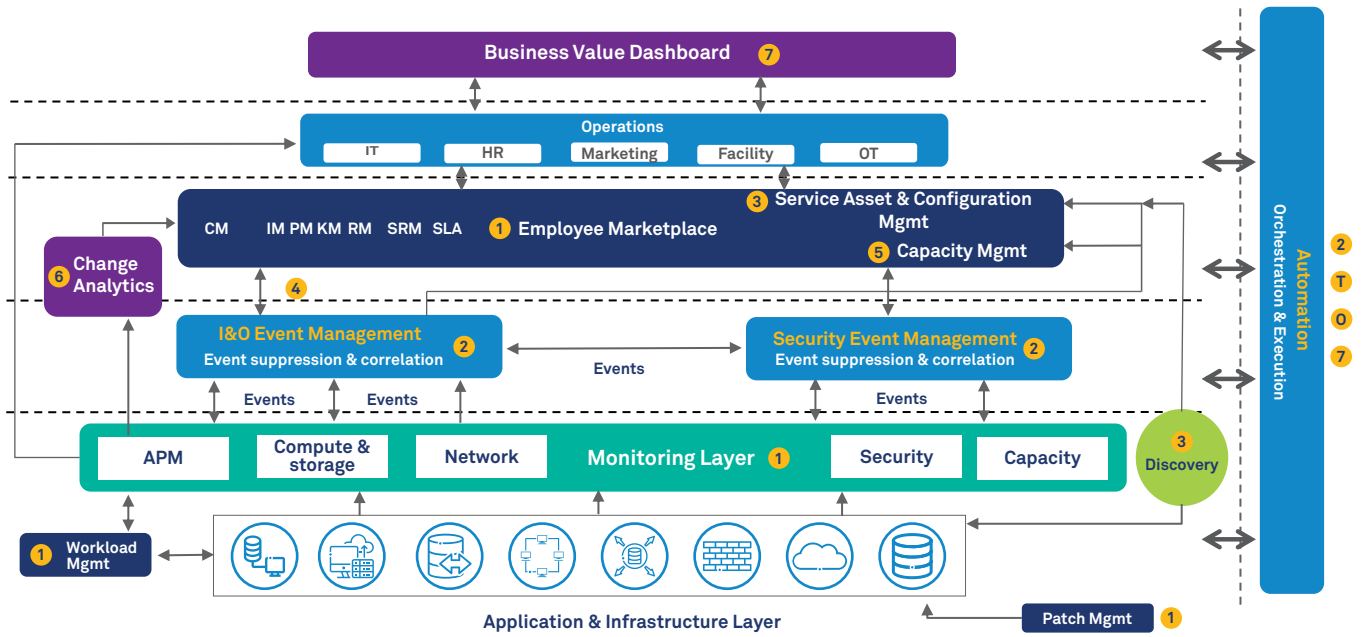 Business Value Dashboard 7
Operations
IT HR Marketing Facility OT
3 Service Asset & Configuration
Mgmt
CM IM PM KM RM SRM SLA 1 Employee Marketplace
5 Capacity Mgmt
6 Change
Analytics
4
I&O Event Management
Event suppression & correlation 2
Security Event Management
Event suppression & correlation 2
Events
Events
Events
Events
APM
Compute &
storage
Network
Monitoring Layer 1
Security
Capacity
3
Discovery
1 Workload
Mgmt
Application & Infrastructure Layer
Patch Mgmt 1
Automation
Orchestration & Execution
2
T
O
7